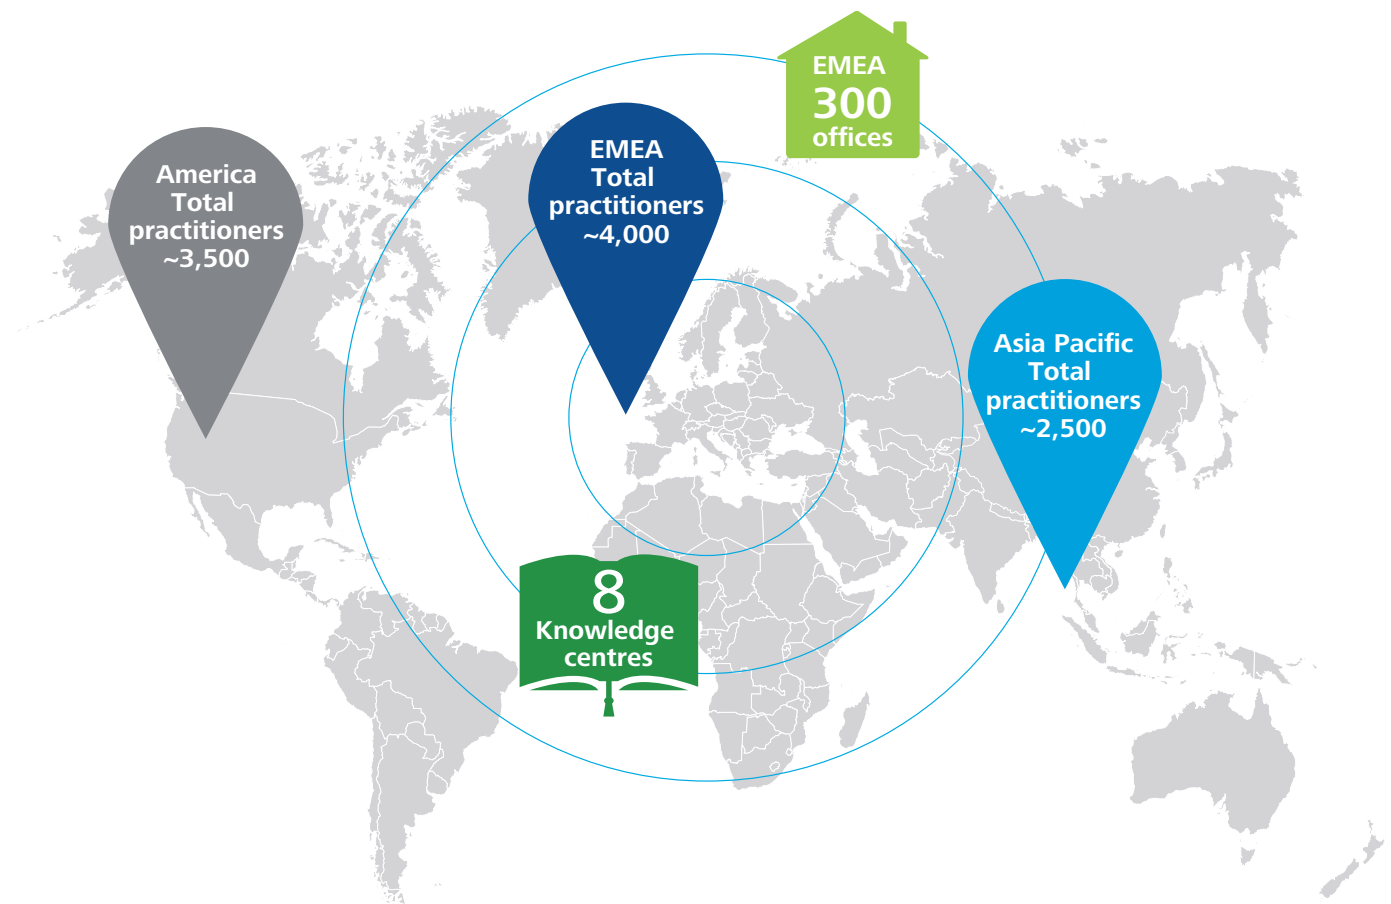 EMEA
300
offices
EMEA
Total
practitioners
~4,000
America
Total
practitioners
~3,500
Asia Pacific
Total
practitioners
~2,500
8
Knowledge
centres